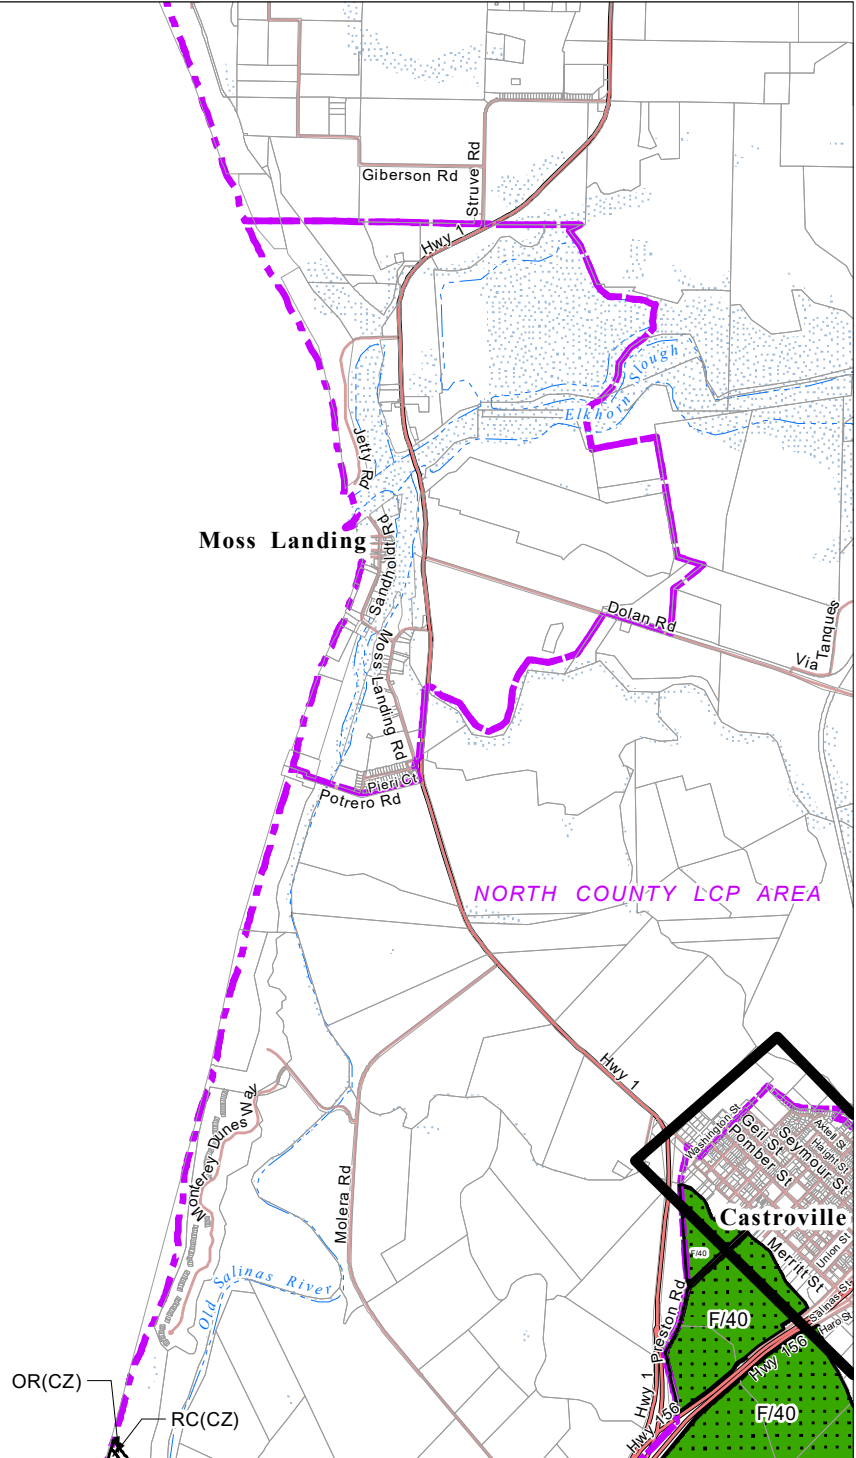 Giberson Rd
Struve Rd
Hwy 1
Elkhorn Slough
Jetty Rd
Moss Landing
Sandholdt Rd
Dolan Rd
Via Tanques
Moss Landing Rd
Pieri Ct
Potrero Rd
NORTH COUNTY LCP AREA
Hwy 1
Monterey Dunes Way
Washington St
Geil St
Pomber St
Seymour St
Axtell St
Haight St
Molera Rd
Castroville
Merritt St
Union St
F/40
Old Salinas River
Salinas St
Haro St
Preston Rd
F/40
Hwy 156
OR(CZ)
RC(CZ)
Hwy 1
F/40
Hwy 156